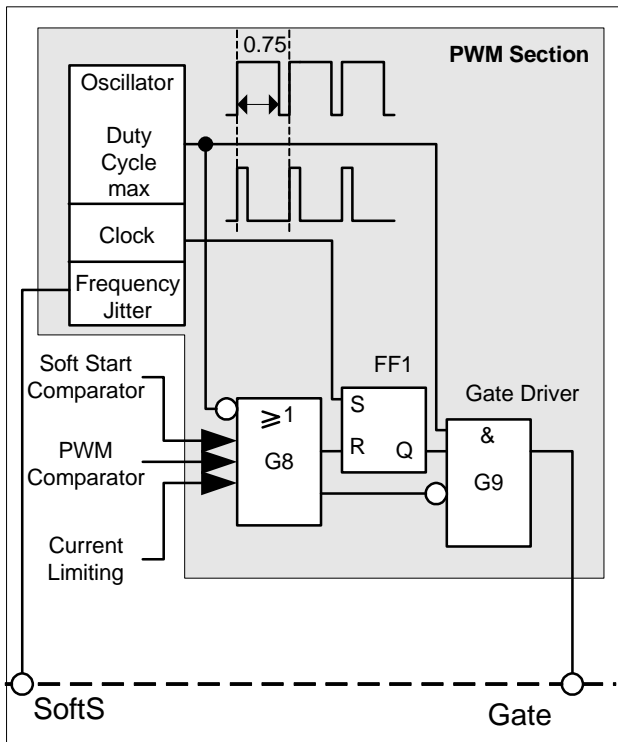 0.75
PWM Section
Oscillator
Duty
Cycle
max
Clock
Frequency
Jitter
Soft Start
Comparator
PWM
Comparator
Current
Limiting
⩾1
G8
FF1
S
R
Q
Gate Driver
&
G9
SoftS
Gate